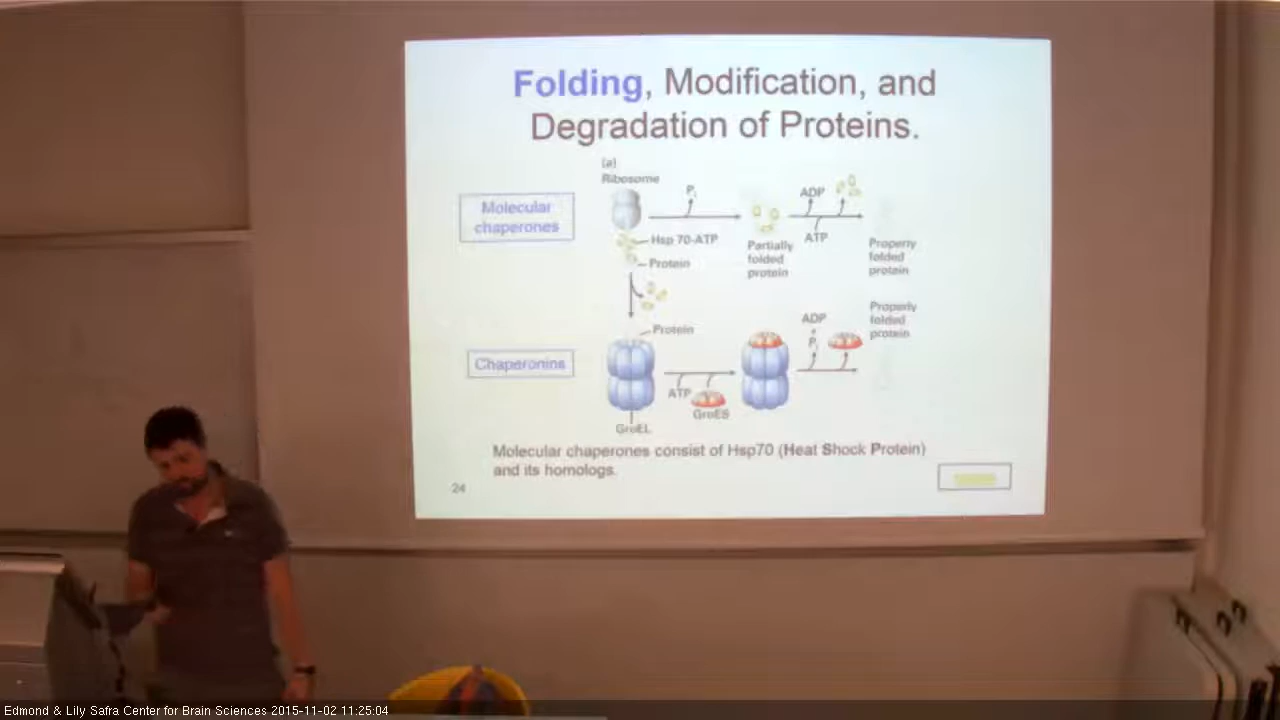 Folding, Modification, and
Degradation of Proteins.
(a)
Ribosome
Molecular
chaperones
Pi
ADP
ATP
Hsp 70-ATP
Protein
Partially
folded
protein
Properly
folded
protein
Protein
Chaperonins
ATP
GroES
GroEL
ADP
+
Pi
Properly
folded
protein
Molecular chaperones consist of Hsp70 (Heat Shock Protein)
and its homologs.
24
Edmond & Lily Safra Center for Brain Sciences 2015-11-02 11:25:04